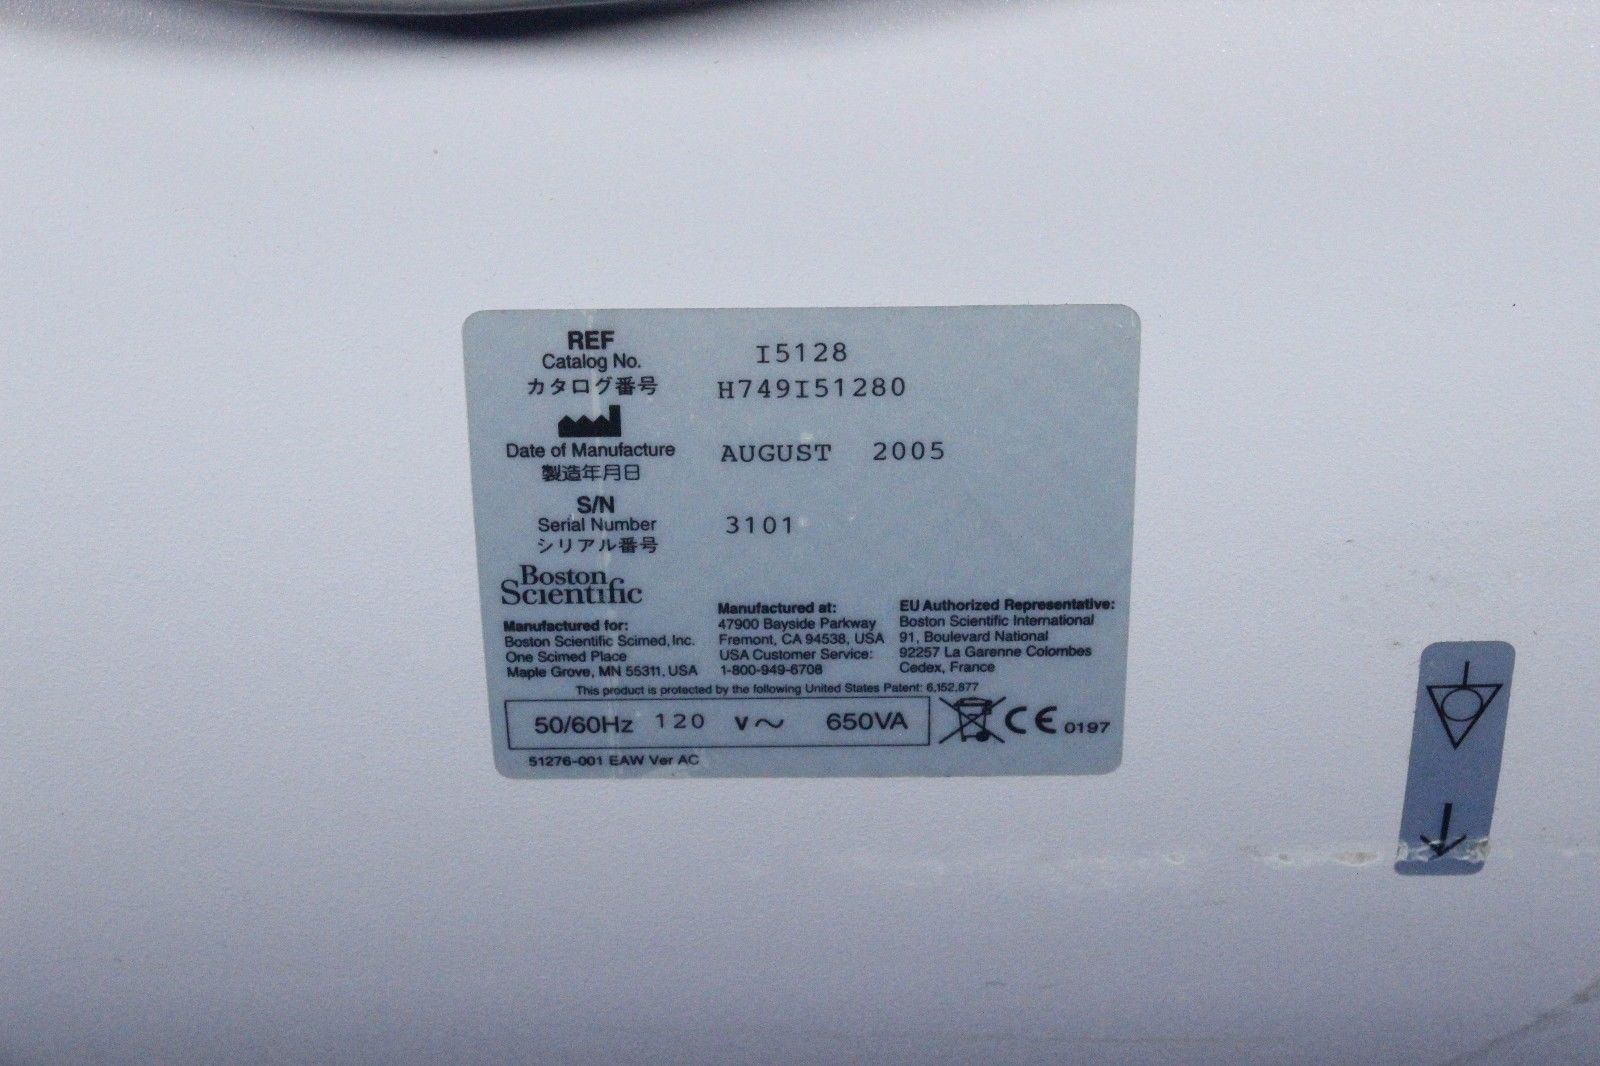 REF
Catalog No. I5128
カタログ番号 H749I51280
Date of Manufacture AUGUST 2005
製造年月日
S/N
Serial Number 3101
シリアル番号
Boston
Scientific
Manufactured for:
Boston Scientific Scimed, Inc.
One Scimed Place
Maple Grove, MN 55311, USA
Manufactured at:
47900 Bayside Parkway
Fremont, CA 94538, USA
USA Customer Service:
1-800-949-6708
EU Authorized Representative:
Boston Scientific International
91, Boulevard National
92257 La Garenne Colombes
Cedex, France
This product is protected by the following United States Patent: 6,152,877
50/60Hz 120 V~ 650VA
CE 0197
51276-001 EAW Ver AC